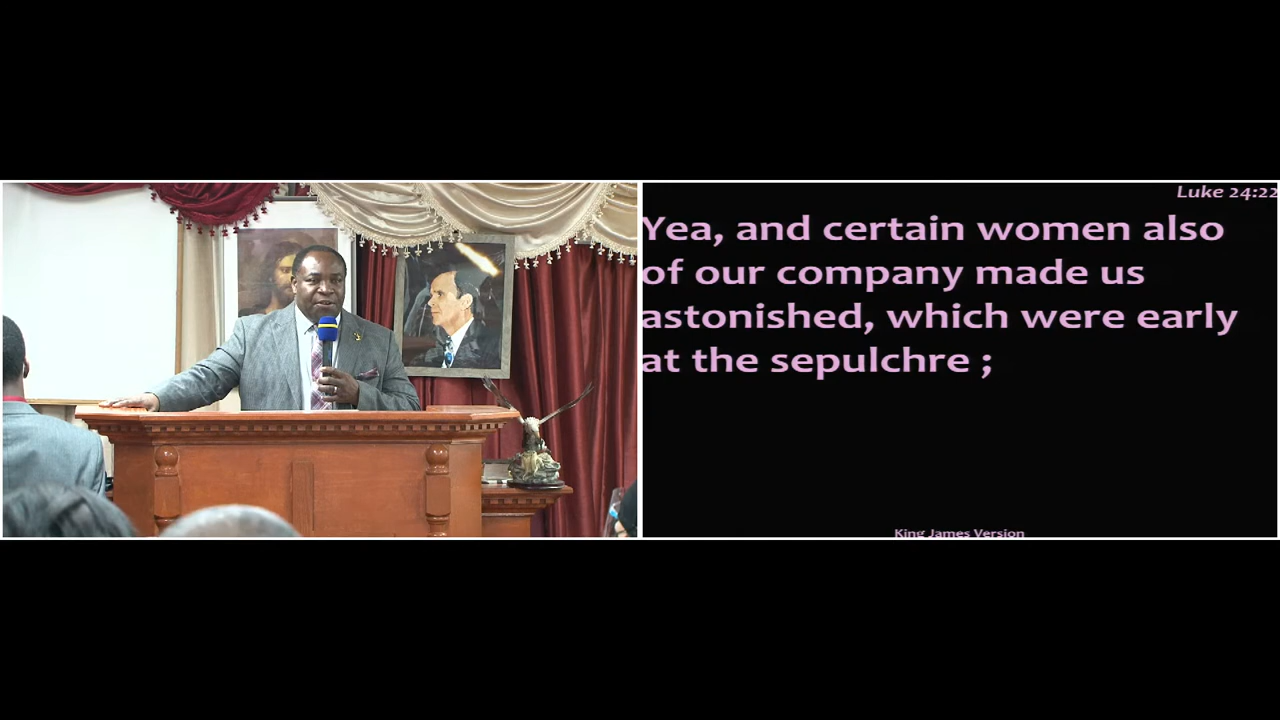 Luke 24:22
Yea, and certain women also
of our company made us
astonished, which were early
at the sepulchre ;
King James Version